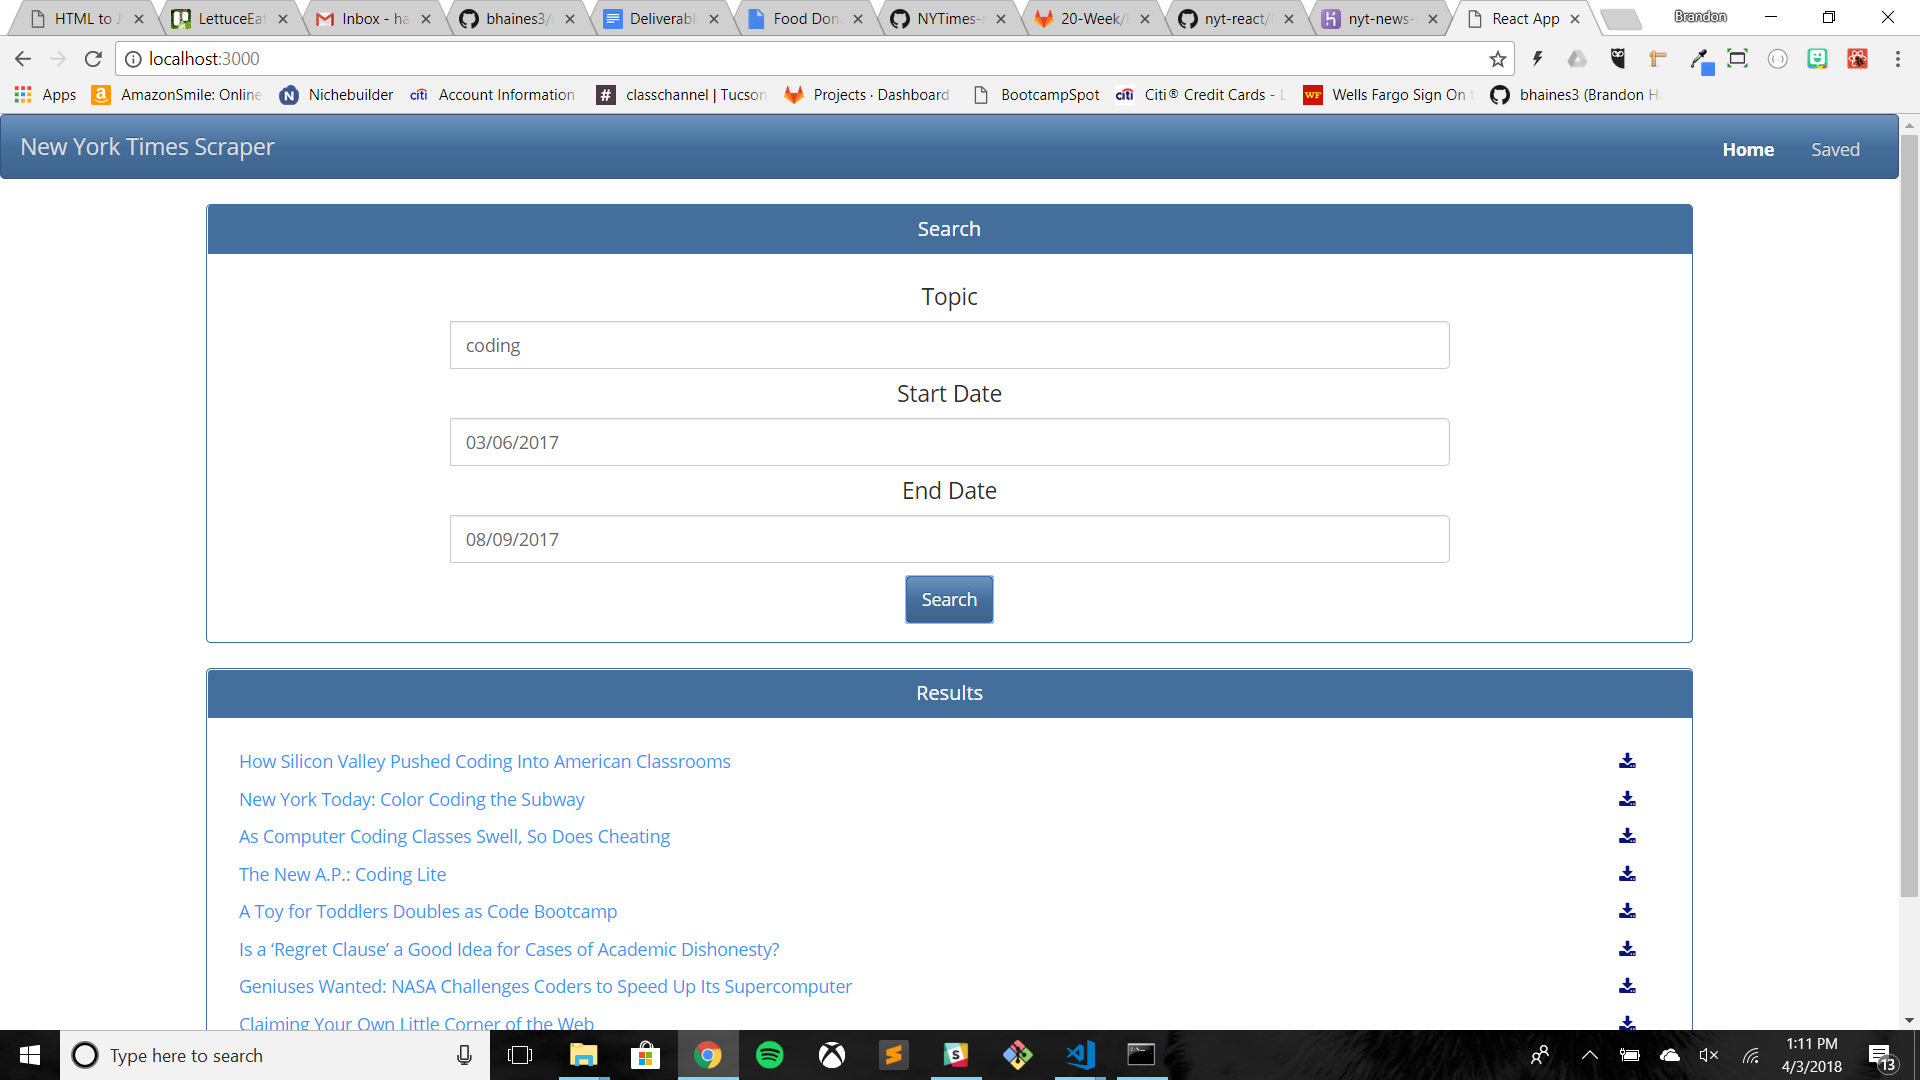 HTML to J
LettuceEat
Inbox - ha
bhaines3/
Deliverabl
Food Don
NYTimes-
20-Week/
nyt-react/
nyt-news-
React App
Brandon
localhost:3000
Apps
AmazonSmile: Online
Nichebuilder
citi Account Information
classchannel | Tucson
Projects · Dashboard
BootcampSpot
citi Citi® Credit Cards - L
WF Wells Fargo Sign On t
bhaines3 (Brandon H
New York Times Scraper
Home
Saved
Search
Topic
coding
Start Date
03/06/2017
End Date
08/09/2017
Search
Results
How Silicon Valley Pushed Coding Into American Classrooms
New York Today: Color Coding the Subway
As Computer Coding Classes Swell, So Does Cheating
The New A.P.: Coding Lite
A Toy for Toddlers Doubles as Code Bootcamp
Is a ‘Regret Clause’ a Good Idea for Cases of Academic Dishonesty?
Geniuses Wanted: NASA Challenges Coders to Speed Up Its Supercomputer
Claiming Your Own Little Corner of the Web
Type here to search
1:11 PM
4/3/2018
13